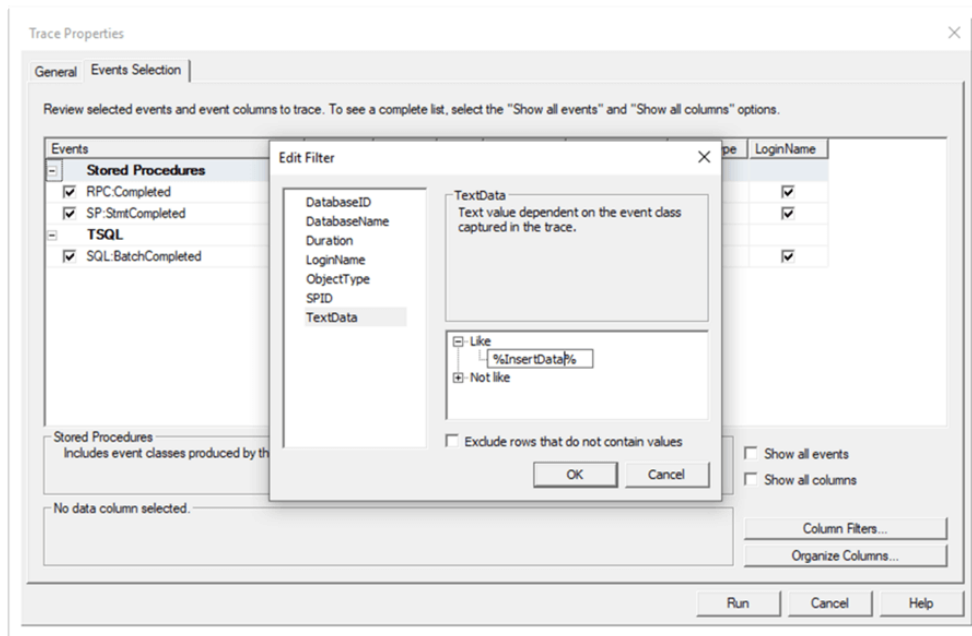 Trace Properties
General Events Selection
Review selected events and event columns to trace. To see a complete list, select the "Show all events" and "Show all columns" options.
Events pe LoginName
Stored Procedures
RPC:Completed
SP:StmtCompleted
TSQL
SQL:BatchCompleted
Edit Filter
DatabaseID
DatabaseName
Duration
LoginName
ObjectType
SPID
TextData
TextData
Text value dependent on the event class
captured in the trace.
Like
%InsertData%
Not like
Exclude rows that do not contain values
OK Cancel
Stored Procedures
Includes event classes produced by th
Show all events
Show all columns
No data column selected.
Column Filters...
Organize Columns...
Run Cancel Help